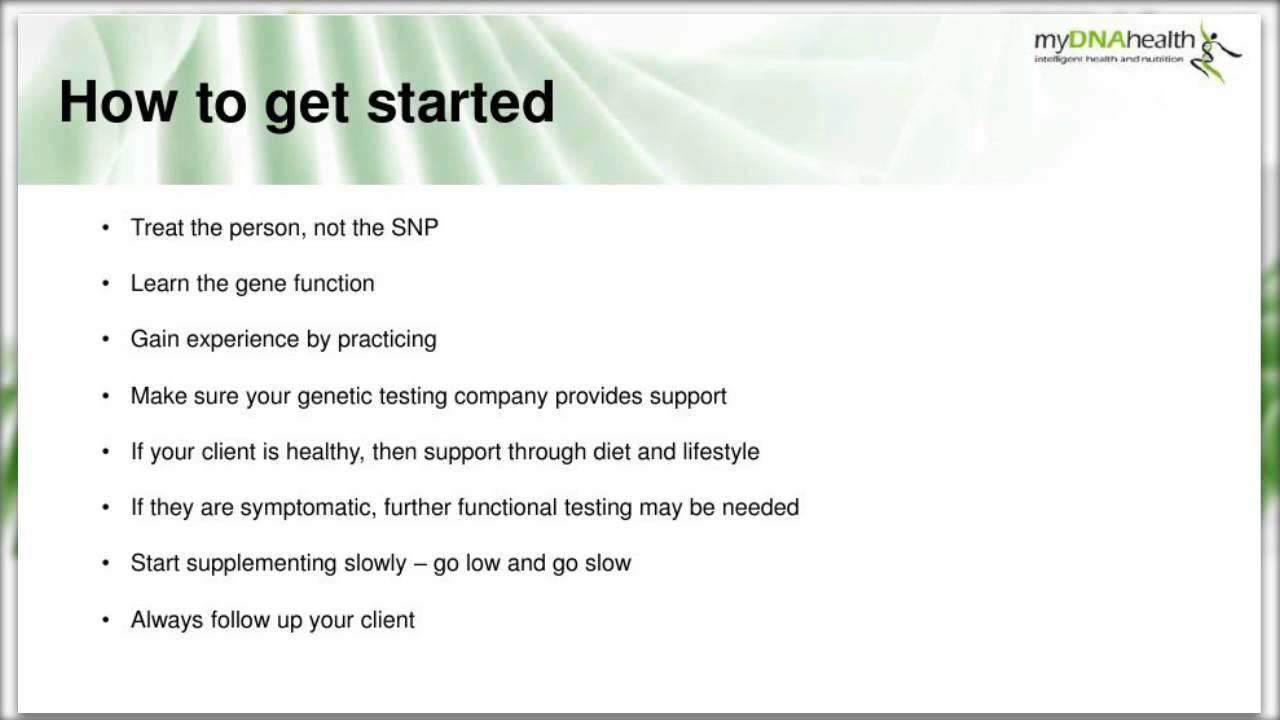 myDNAhealth
intelligent health and nutrition
How to get started
• Treat the person, not the SNP
• Learn the gene function
• Gain experience by practicing
• Make sure your genetic testing company provides support
• If your client is healthy, then support through diet and lifestyle
• If they are symptomatic, further functional testing may be needed
• Start supplementing slowly – go low and go slow
• Always follow up your client